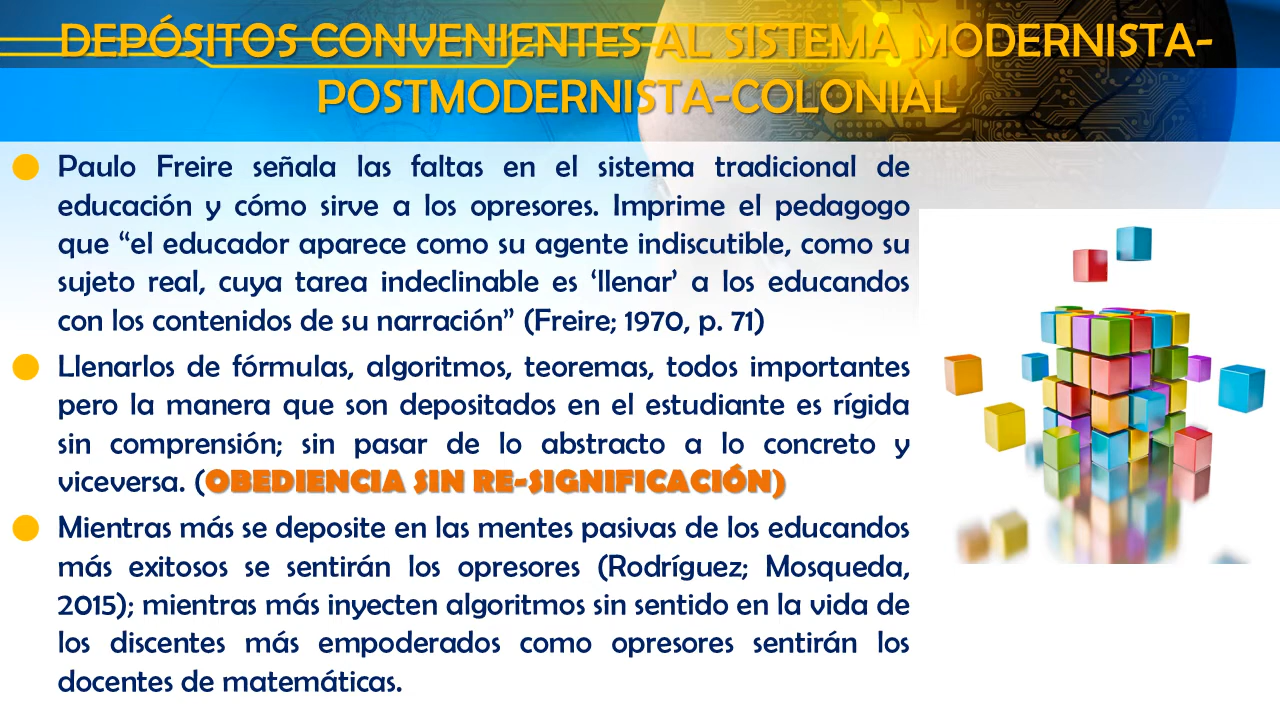 DEPÓSITOS CONVENIENTES AL SISTEMA MODERNISTA-
POSTMODERNISTA-COLONIAL
Paulo Freire señala las faltas en el sistema tradicional de
educación y cómo sirve a los opresores. Imprime el pedagogo
que “el educador aparece como su agente indiscutible, como su
sujeto real, cuya tarea indeclinable es ‘llenar’ a los educandos
con los contenidos de su narración” (Freire; 1970, p. 71)
Llenarlos de fórmulas, algoritmos, teoremas, todos importantes
pero la manera que son depositados en el estudiante es rígida
sin comprensión; sin pasar de lo abstracto a lo concreto y
viceversa. (OBEDIENCIA SIN RE-SIGNIFICACIÓN)
Mientras más se deposite en las mentes pasivas de los educandos
más exitosos se sentirán los opresores (Rodríguez; Mosqueda,
2015); mientras más inyecten algoritmos sin sentido en la vida de
los discentes más empoderados como opresores sentirán los
docentes de matemáticas.